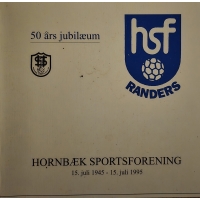 50 års jubilæum
hsf
RANDERS
HORNBÆK SPORTSFORENING
15. juli 1945 - 15. juli 1995